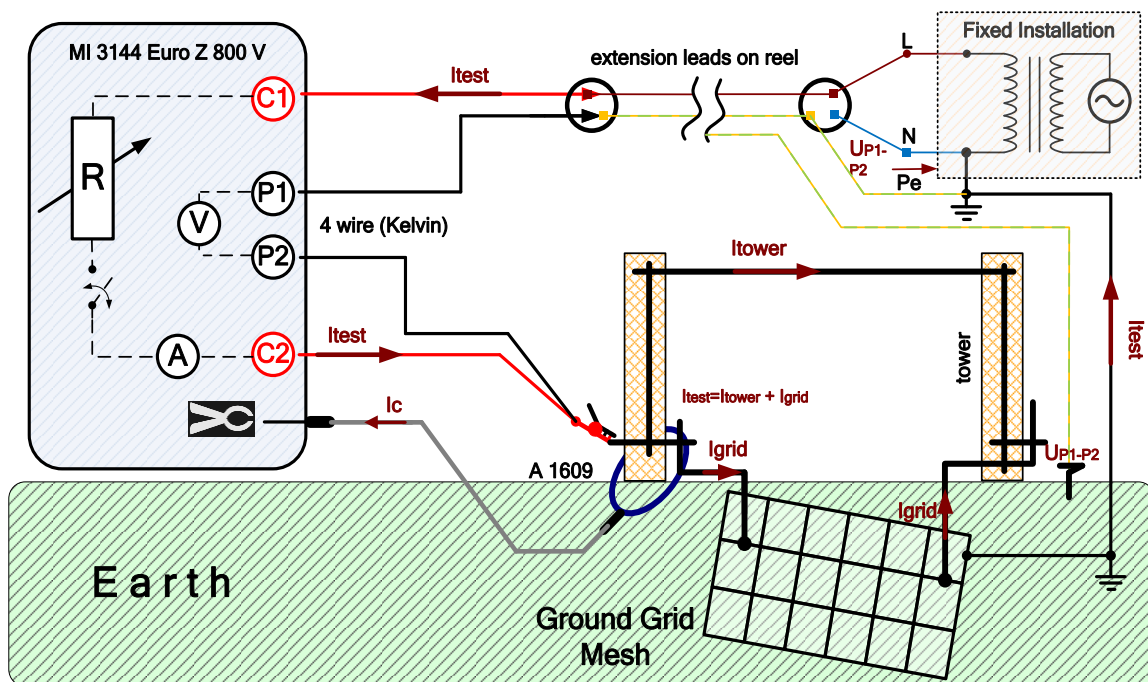 MI 3144 Euro Z 800 V
C1
R
P1
V
P2
4 wire (Kelvin)
A
C2
Itest
extension leads on reel
L
N
UP1-
P2
Pe
Fixed Installation
Itower
Itest
Itest
tower
Itest=Itower + Igrid
Ic
A 1609
Igrid
UP1-P2
Igrid
Earth
Ground Grid
Mesh